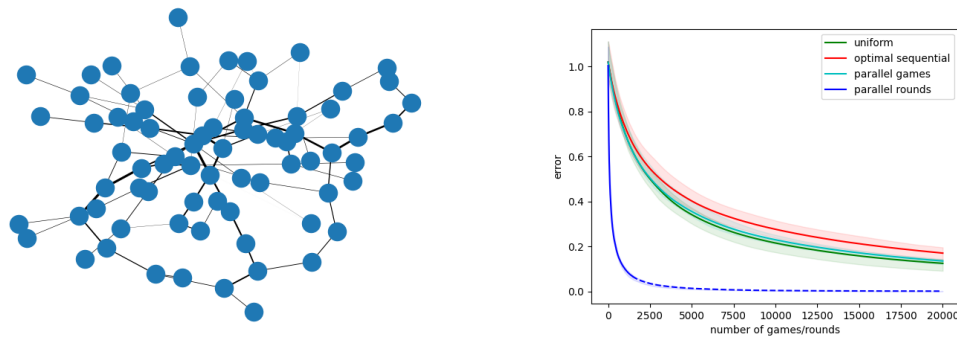 uniform
optimal sequential
parallel games
parallel rounds
1.0
0.8
0.6
0.4
0.2
0.0
error
0 2500 5000 7500 10000 12500 15000 17500 20000
number of games/rounds